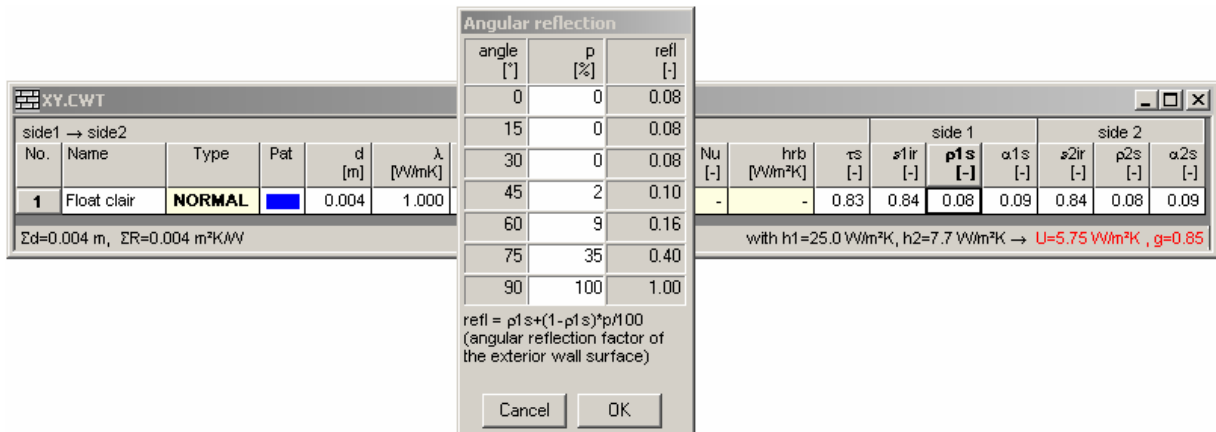 Angular reflection
angle p refl
[°] [%] [-]
0 0 0.08
15 0 0.08
30 0 0.08
45 2 0.10
60 9 0.16
75 35 0.40
90 100 1.00
refl = ρ1s+(1-ρ1s)*p/100
(angular reflection factor of
the exterior wall surface)
Cancel OK
XY.CWT
side1 → side2 side 1 side 2
No. Name Type Pat d λ Nu hrb τs ε1ir ρ1s α1s ε2ir ρ2s α2s
[m] [W/mK] [-] [W/m²K] [-] [-] [-] [-] [-] [-] [-]
1 Float clair NORMAL 0.004 1.000 - - 0.83 0.84 0.08 0.09 0.84 0.08 0.09
Σd=0.004 m, ΣR=0.004 m²K/W with h1=25.0 W/m²K, h2=7.7 W/m²K → U=5.75 W/m²K , g=0.85